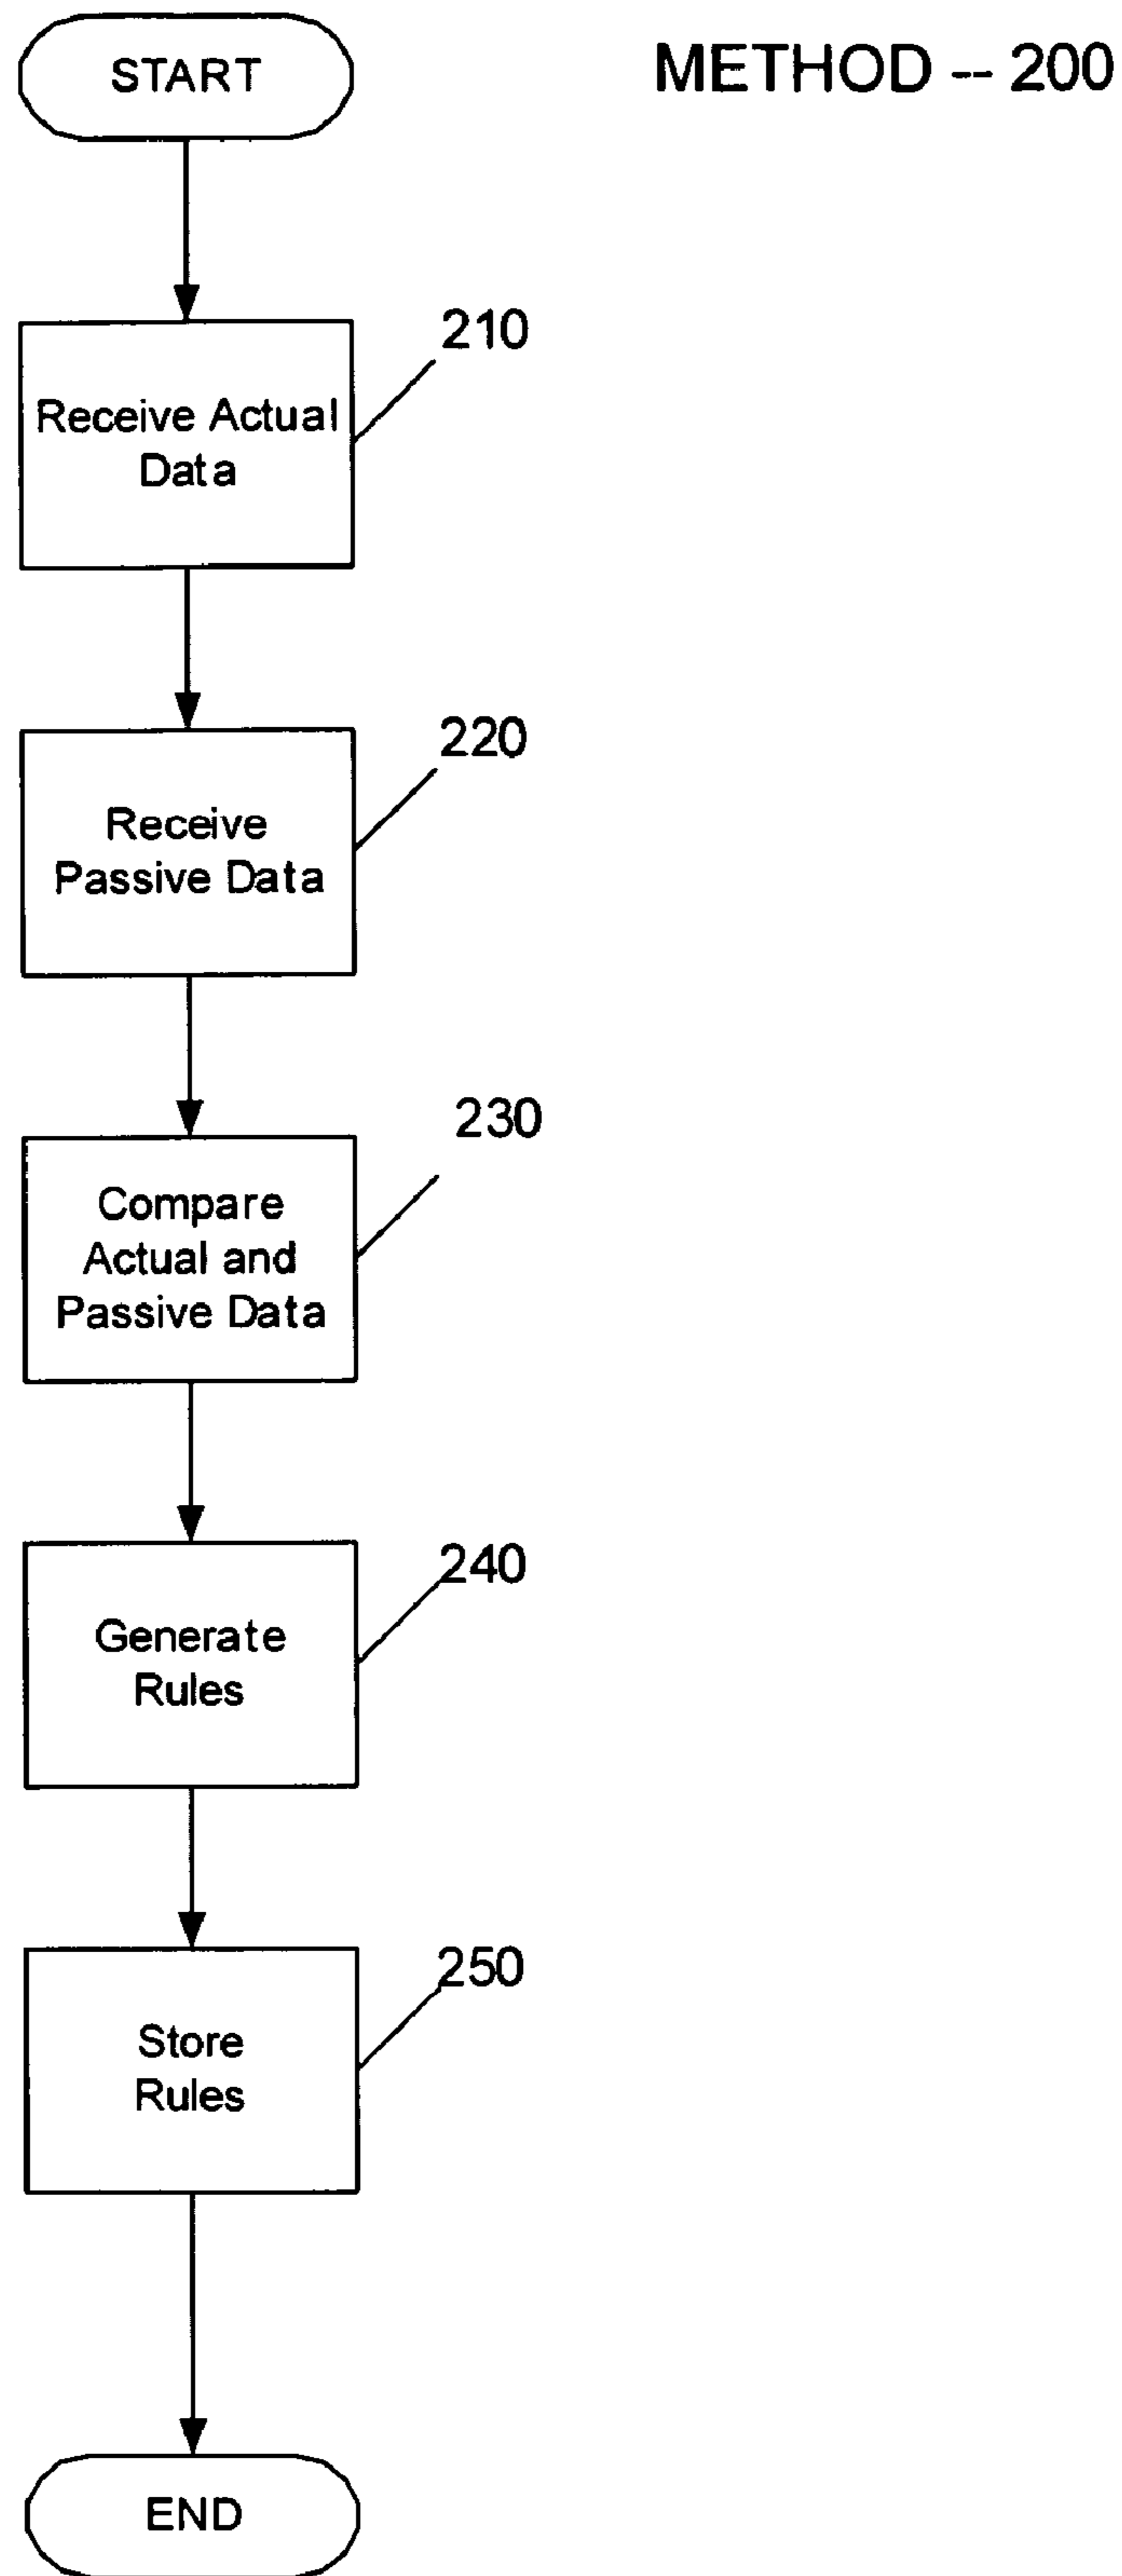 START
METHOD -- 200
210
Receive Actual
Data
220
Receive
Passive Data
230
Compare
Actual and
Passive Data
240
Generate
Rules
250
Store
Rules
END